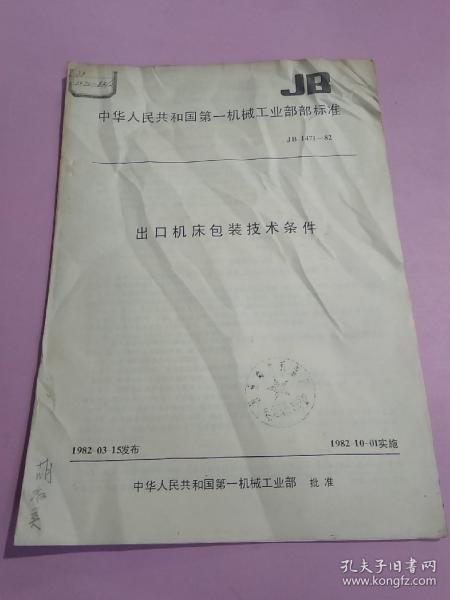 JB
中华人民共和国第一机械工业部部标准
JB 1471-82
出口机床包装技术条件
1982-03-15发布
1982-10-01实施
中华人民共和国第一机械工业部 批准
孔夫子旧书网
www.kongfz.com